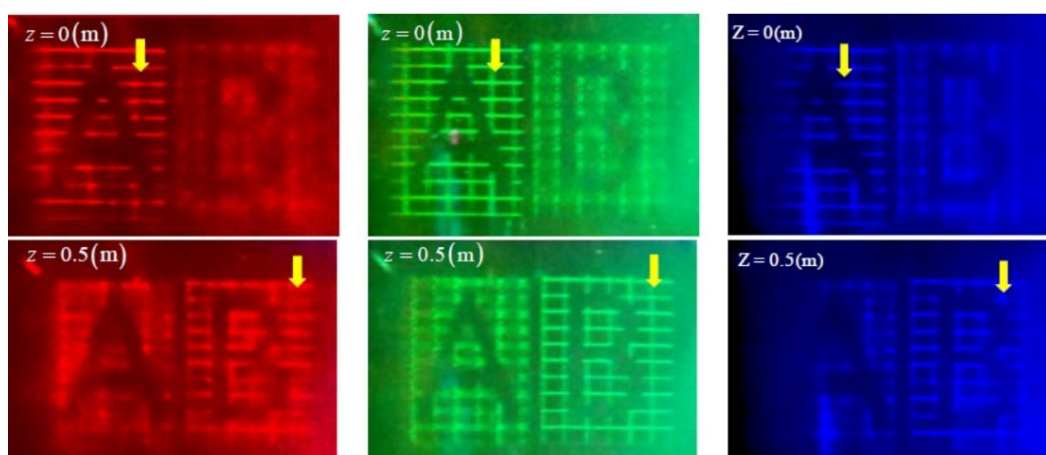 z = 0(m)
A B
z = 0(m)
A B
Z = 0(m)
A B
z = 0.5(m)
A B
z = 0.5(m)
A B
Z = 0.5(m)
A B